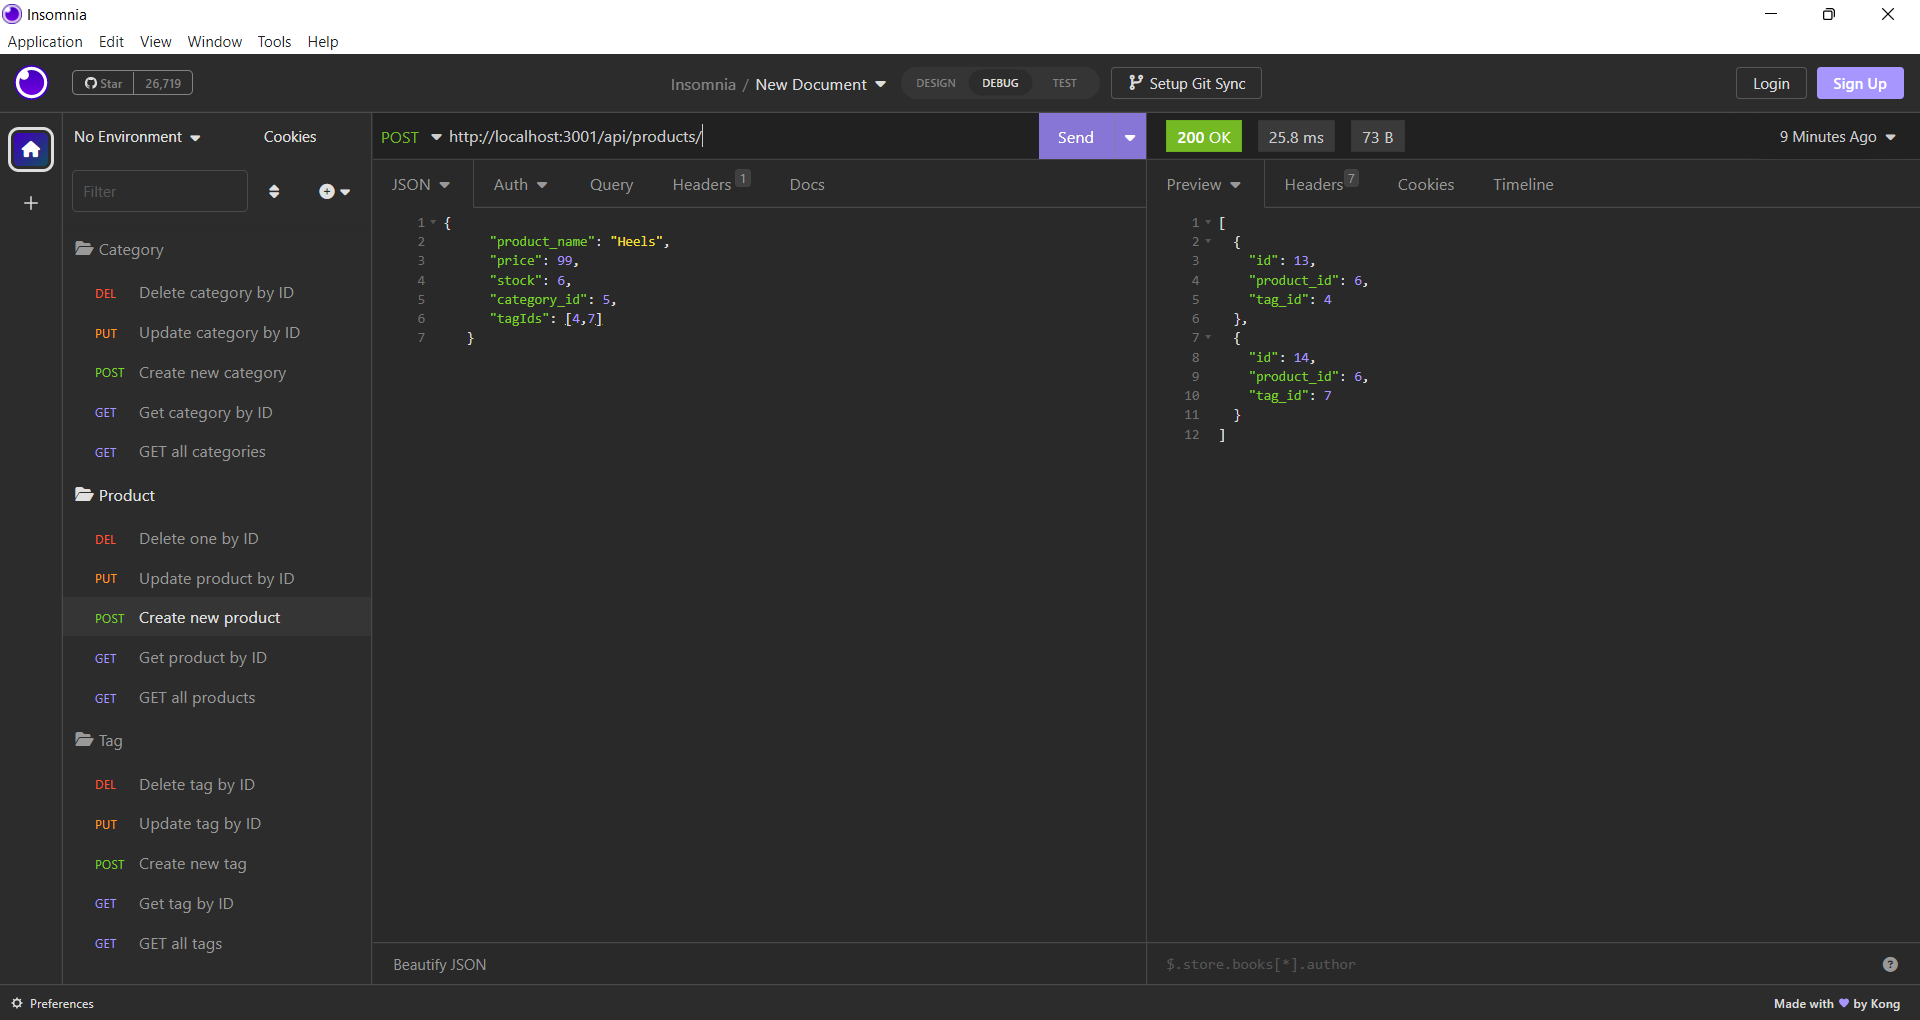 Insomnia
Application Edit View Window Tools Help
Star 26,719
Insomnia / New Document
DESIGN DEBUG TEST
Setup Git Sync
Login
Sign Up
No Environment
Cookies
Filter
Category
DEL Delete category by ID
PUT Update category by ID
POST Create new category
GET Get category by ID
GET GET all categories
Product
DEL Delete one by ID
PUT Update product by ID
POST Create new product
GET Get product by ID
GET GET all products
Tag
DEL Delete tag by ID
PUT Update tag by ID
POST Create new tag
GET Get tag by ID
GET GET all tags
POST http://localhost:3001/api/products/
Send
JSON Auth Query Headers 1 Docs
1 {
2 "product_name": "Heels",
3 "price": 99,
4 "stock": 6,
5 "category_id": 5,
6 "tagIds": [4,7]
7 }
Beautify JSON
200 OK 25.8 ms 73 B
9 Minutes Ago
Preview Headers 7 Cookies Timeline
1 [
2 {
3 "id": 13,
4 "product_id": 6,
5 "tag_id": 4
6 },
7 {
8 "id": 14,
9 "product_id": 6,
10 "tag_id": 7
11 }
12 ]
$.store.books[*].author
?
Preferences
Made with 💜 by Kong